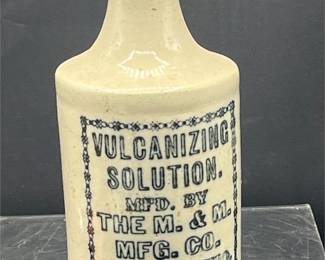 VULCANIZING
SOLUTION.
MFD. BY
THE M. & M.
MFG. CO.